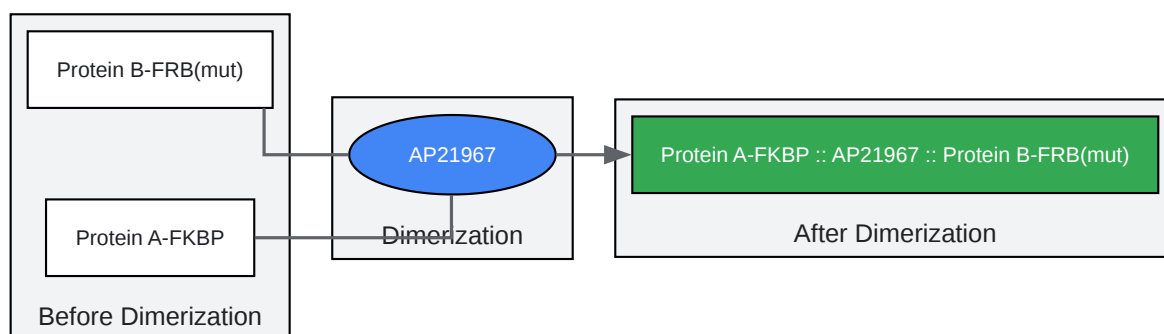 Protein B-FRB(mut)
Protein A-FKBP
Before Dimerization
AP21967
Dimerization
Protein A-FKBP :: AP21967 :: Protein B-FRB(mut)
After Dimerization